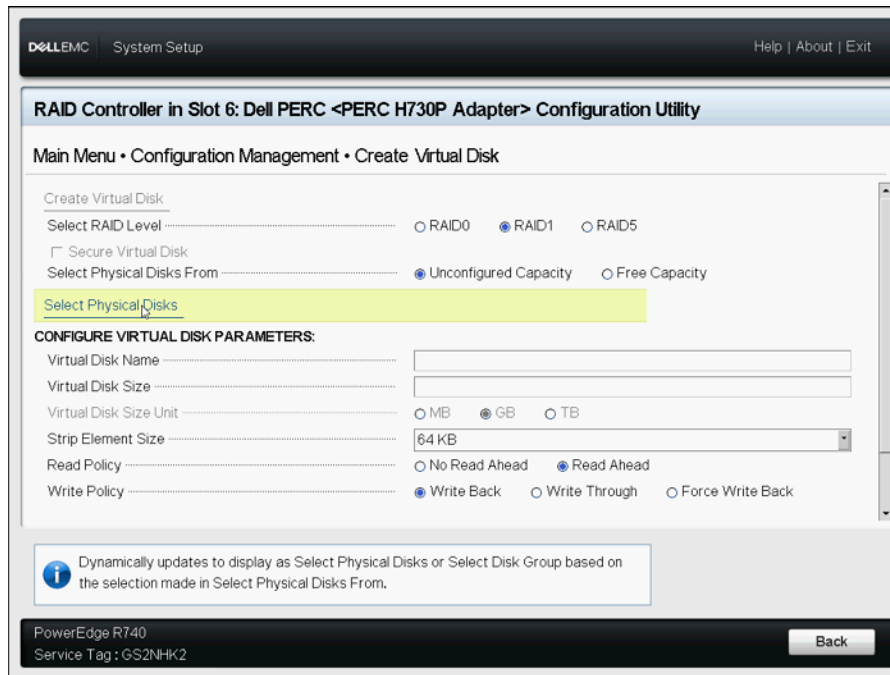 DELLEMC System Setup Help | About | Exit
RAID Controller in Slot 6: Dell PERC <PERC H730P Adapter> Configuration Utility
Main Menu • Configuration Management • Create Virtual Disk
Create Virtual Disk
Select RAID Level RAID0 RAID1 RAID5
Secure Virtual Disk
Select Physical Disks From Unconfigured Capacity Free Capacity
Select Physical Disks
CONFIGURE VIRTUAL DISK PARAMETERS:
Virtual Disk Name
Virtual Disk Size
Virtual Disk Size Unit MB GB TB
Strip Element Size 64 KB
Read Policy No Read Ahead Read Ahead
Write Policy Write Back Write Through Force Write Back
Dynamically updates to display as Select Physical Disks or Select Disk Group based on
the selection made in Select Physical Disks From.
PowerEdge R740
Service Tag : GS2NHK2
Back